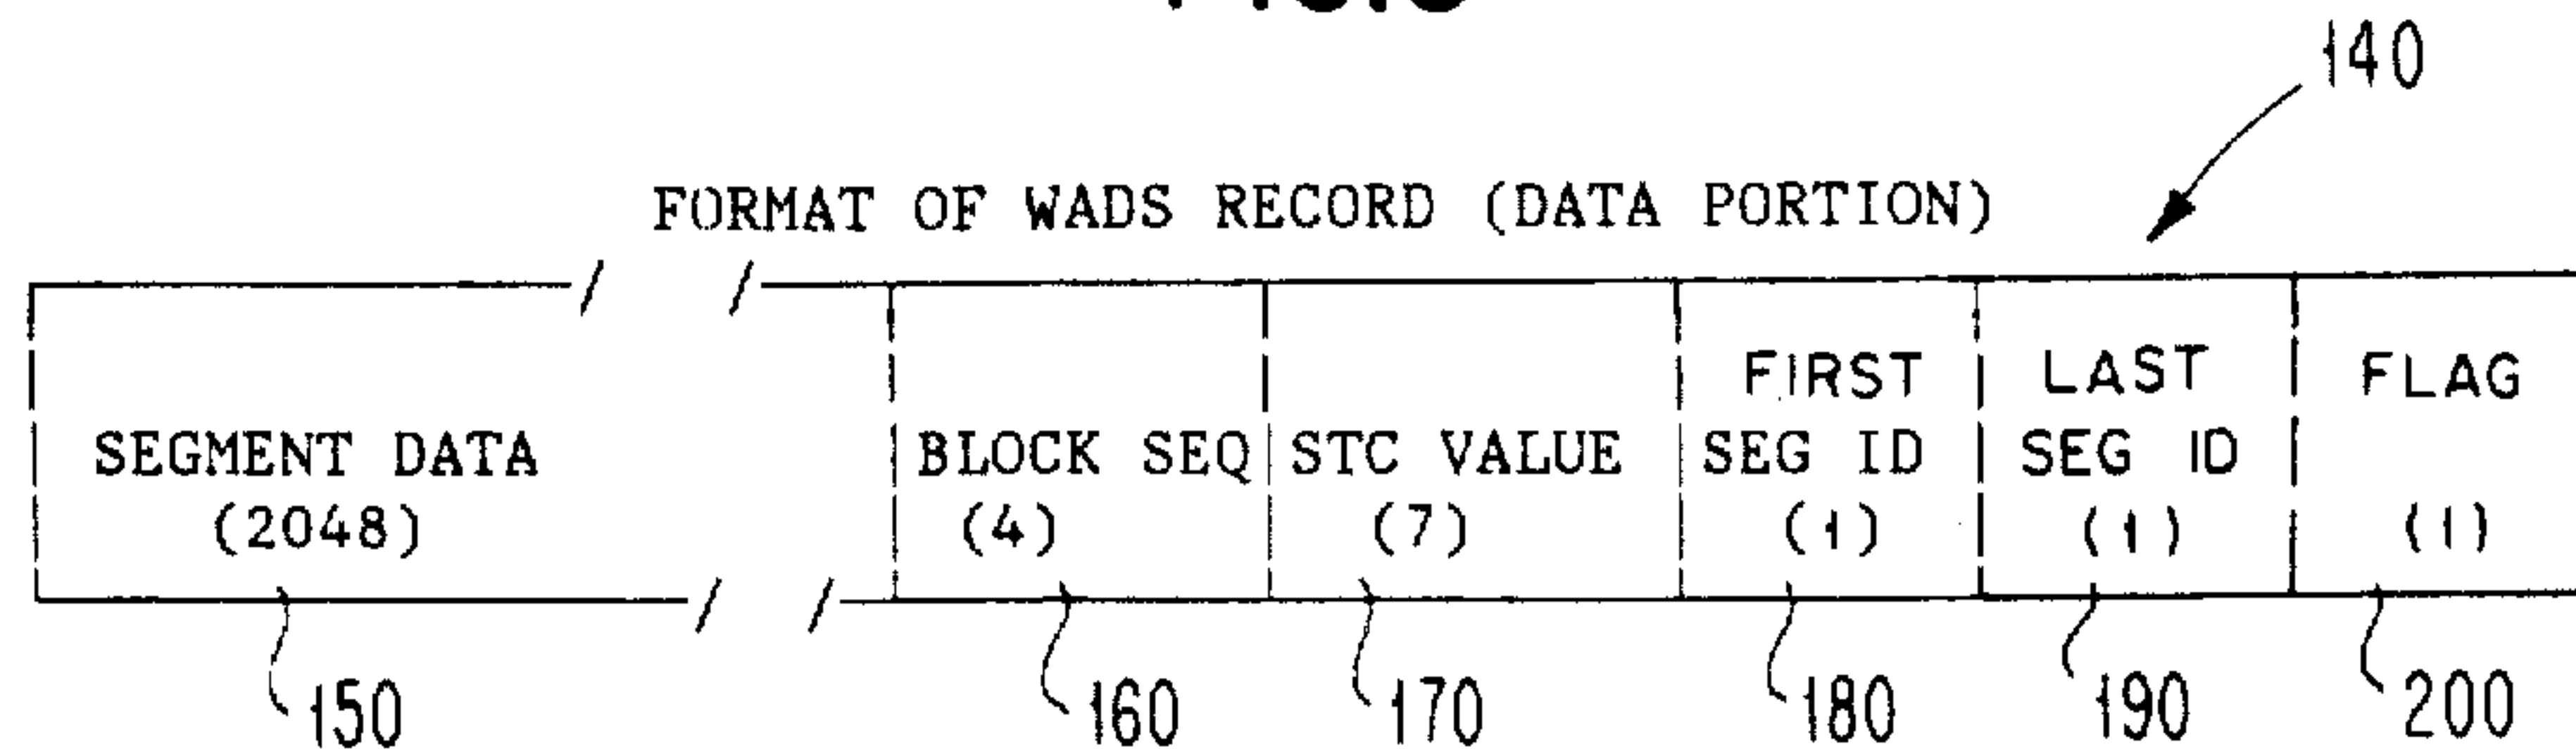 140
FORMAT OF WADS RECORD (DATA PORTION)
SEGMENT DATA
(2048)
BLOCK SEQ
(4)
STC VALUE
(7)
FIRST
SEG ID
(1)
LAST
SEG ID
(1)
FLAG
(1)
150
160
170
180
190
200